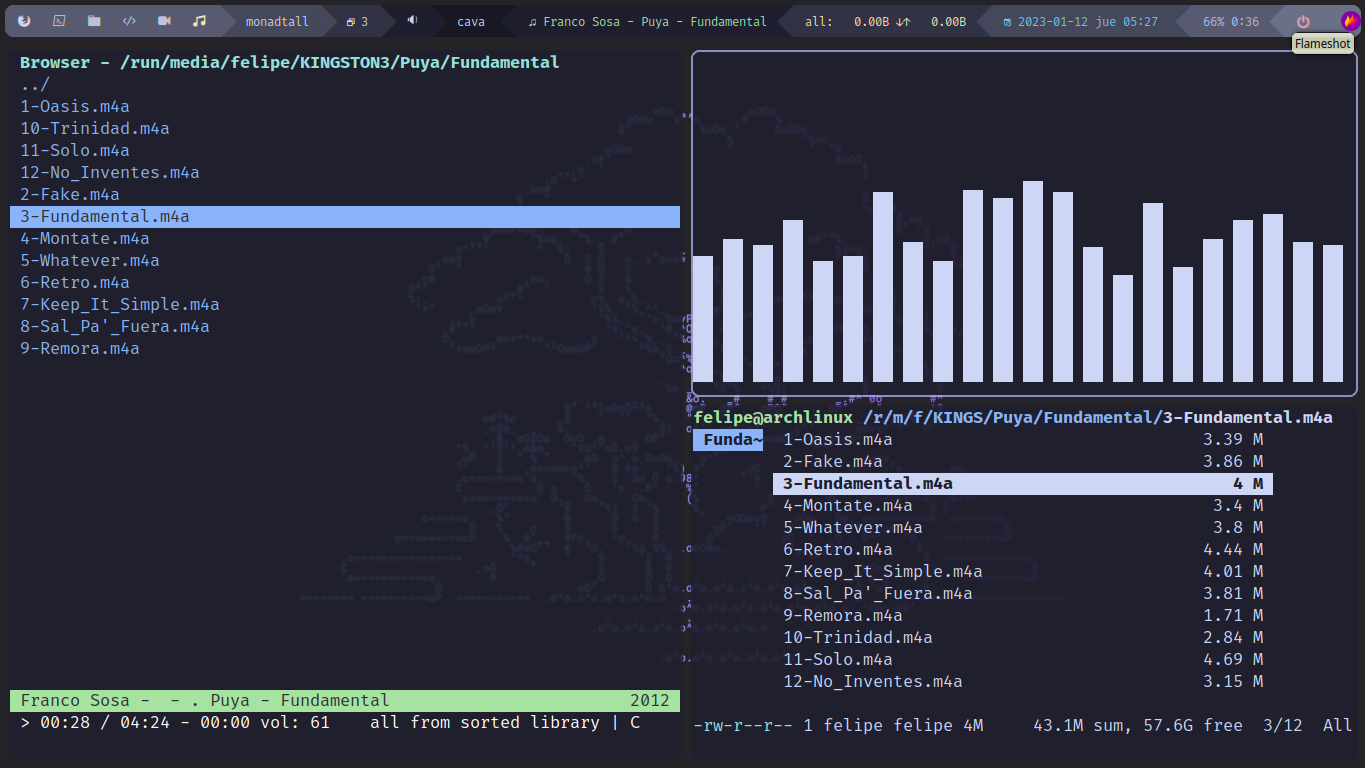 monadtall 3 cava ♫ Franco Sosa - Puya - Fundamental all: 0.00B ↓↑ 0.00B 2023-01-12 jue 05:27 66% 0:36
Flameshot
Browser - /run/media/felipe/KINGSTON3/Puya/Fundamental
../
1-Oasis.m4a
10-Trinidad.m4a
11-Solo.m4a
12-No_Inventes.m4a
2-Fake.m4a
3-Fundamental.m4a
4-Montate.m4a
5-Whatever.m4a
6-Retro.m4a
7-Keep_It_Simple.m4a
8-Sal_Pa'_Fuera.m4a
9-Remora.m4a
Franco Sosa -  - . Puya - Fundamental 2012
> 00:28 / 04:24 - 00:00 vol: 61 all from sorted library | C
felipe@archlinux /r/m/f/KINGS/Puya/Fundamental/3-Fundamental.m4a
Funda~ 1-Oasis.m4a 3.39 M
2-Fake.m4a 3.86 M
3-Fundamental.m4a 4 M
4-Montate.m4a 3.4 M
5-Whatever.m4a 3.8 M
6-Retro.m4a 4.44 M
7-Keep_It_Simple.m4a 4.01 M
8-Sal_Pa'_Fuera.m4a 3.81 M
9-Remora.m4a 1.71 M
10-Trinidad.m4a 2.84 M
11-Solo.m4a 4.69 M
12-No_Inventes.m4a 3.15 M
-rw-r--r-- 1 felipe felipe 4M 43.1M sum, 57.6G free 3/12 All